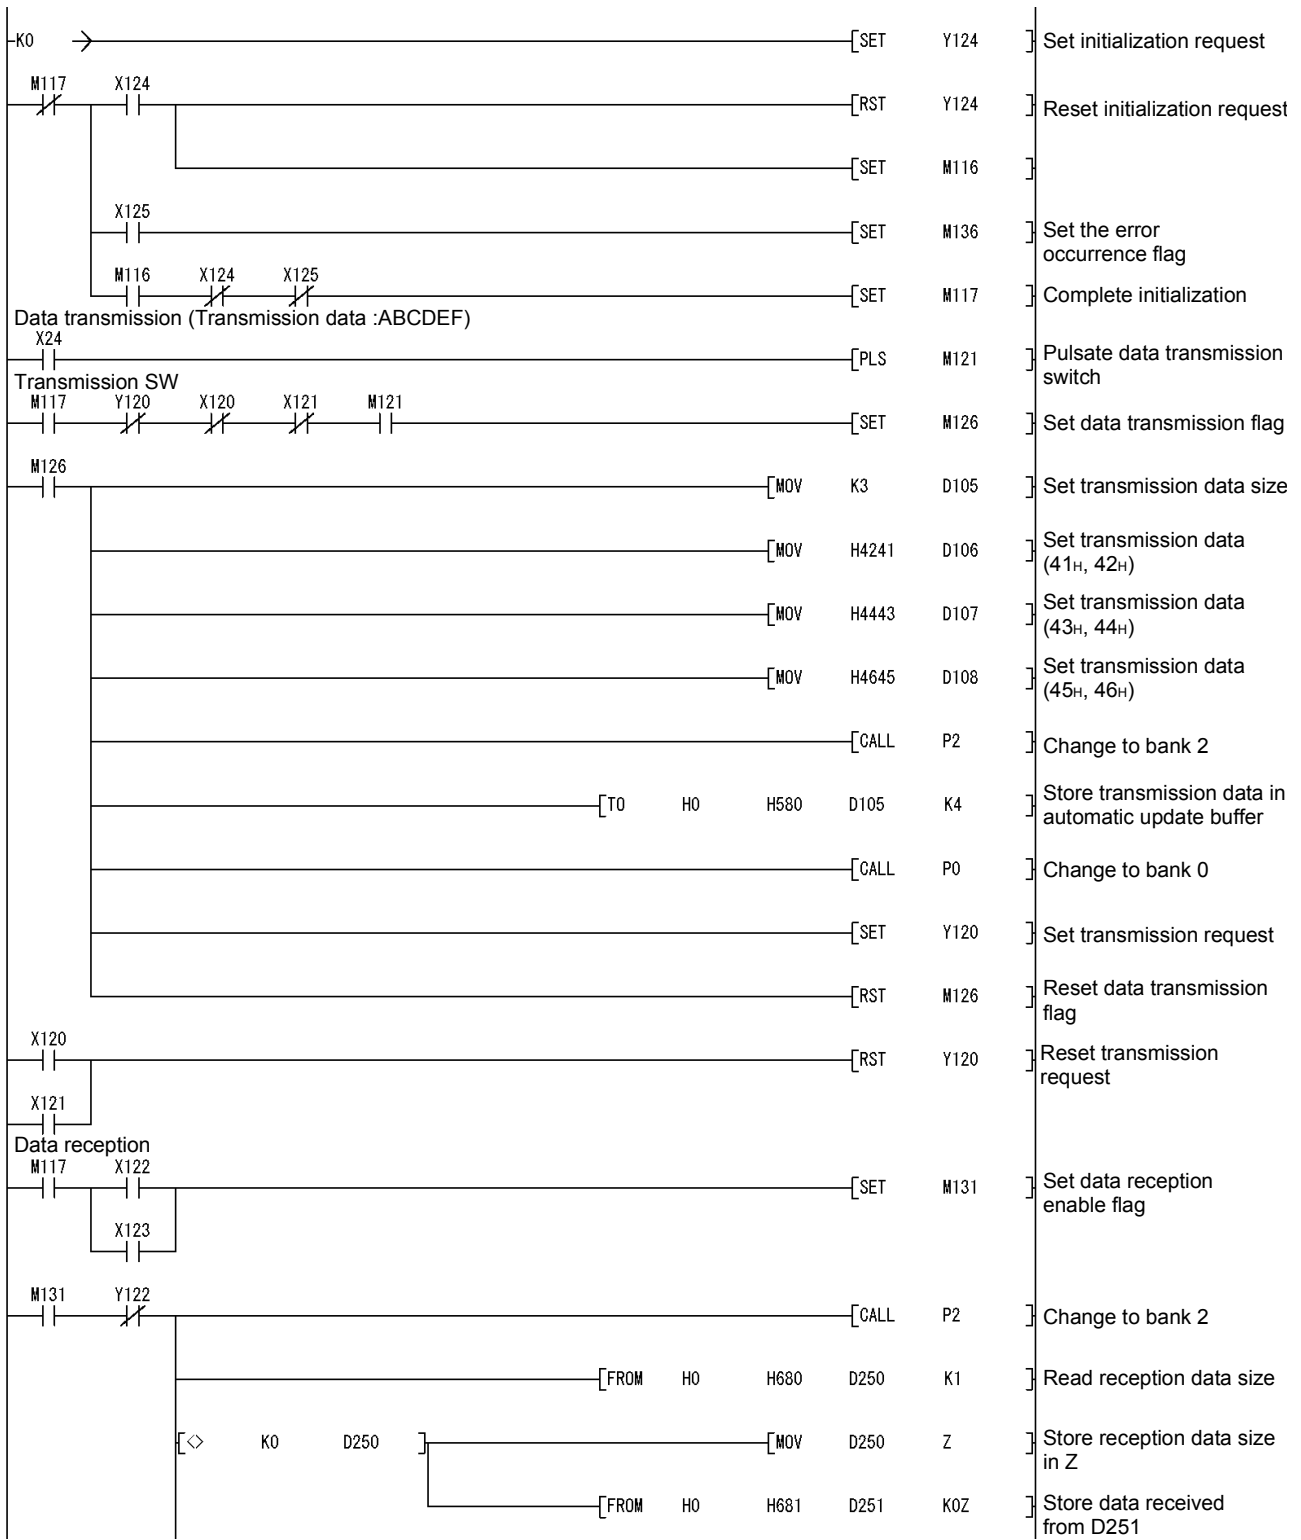 K0 [SET Y124 ] Set initialization request
M117 X124
[RST Y124 ] Reset initialization request
[SET M116 ]
X125
[SET M136 ] Set the error
occurrence flag
M116 X124 X125
[SET M117 ] Complete initialization
Data transmission (Transmission data :ABCDEF)
X24
[PLS M121 ] Pulsate data transmission
switch
Transmission SW
M117 Y120 X120 X121 M121
[SET M126 ] Set data transmission flag
M126
[MOV K3 D105 ] Set transmission data size
[MOV H4241 D106 ] Set transmission data
(41H, 42H)
[MOV H4443 D107 ] Set transmission data
(43H, 44H)
[MOV H4645 D108 ] Set transmission data
(45H, 46H)
[CALL P2 ] Change to bank 2
[TO H0 H580 D105 K4 ] Store transmission data in
automatic update buffer
[CALL P0 ] Change to bank 0
[SET Y120 ] Set transmission request
[RST M126 ] Reset data transmission
flag
X120
[RST Y120 ] Reset transmission
request
X121
Data reception
M117 X122
[SET M131 ] Set data reception
enable flag
X123
M131 Y122
[CALL P2 ] Change to bank 2
[FROM H0 H680 D250 K1 ] Read reception data size
[<> K0 D250 ] [MOV D250 Z ] Store reception data size
in Z
[FROM H0 H681 D251 K0Z ] Store data received
from D251